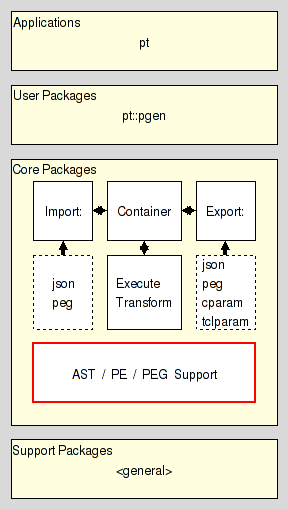 Applications
pt
User Packages
pt::pgen
Core Packages
Import:
Container
Export:
json
peg
Execute
Transform
json
peg
cparam
tclparam
AST / PE / PEG Support
Support Packages
<general>